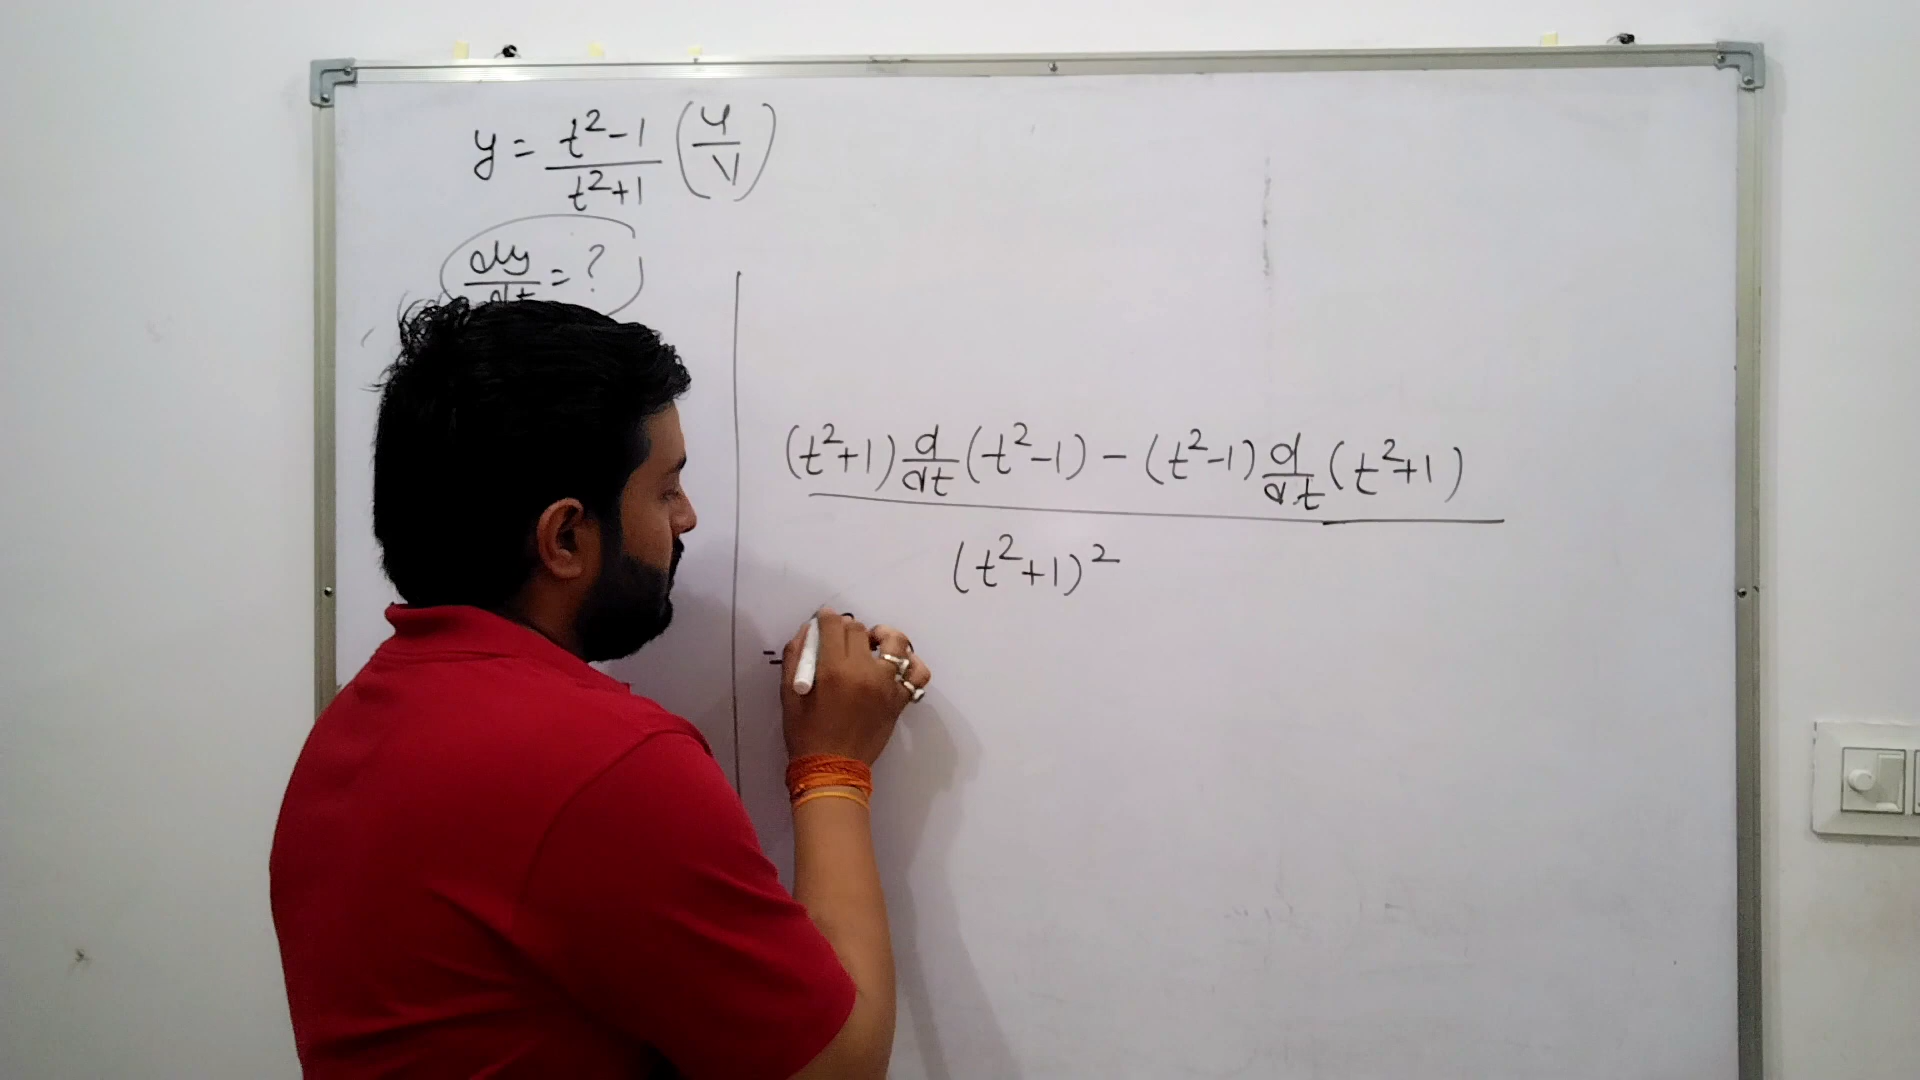 y = t²-1 / t²+1 (u/v)
dy/dt = ?
(t²+1) d/dt (t²-1) - (t²-1) d/dt (t²+1)
(t²+1)²
=